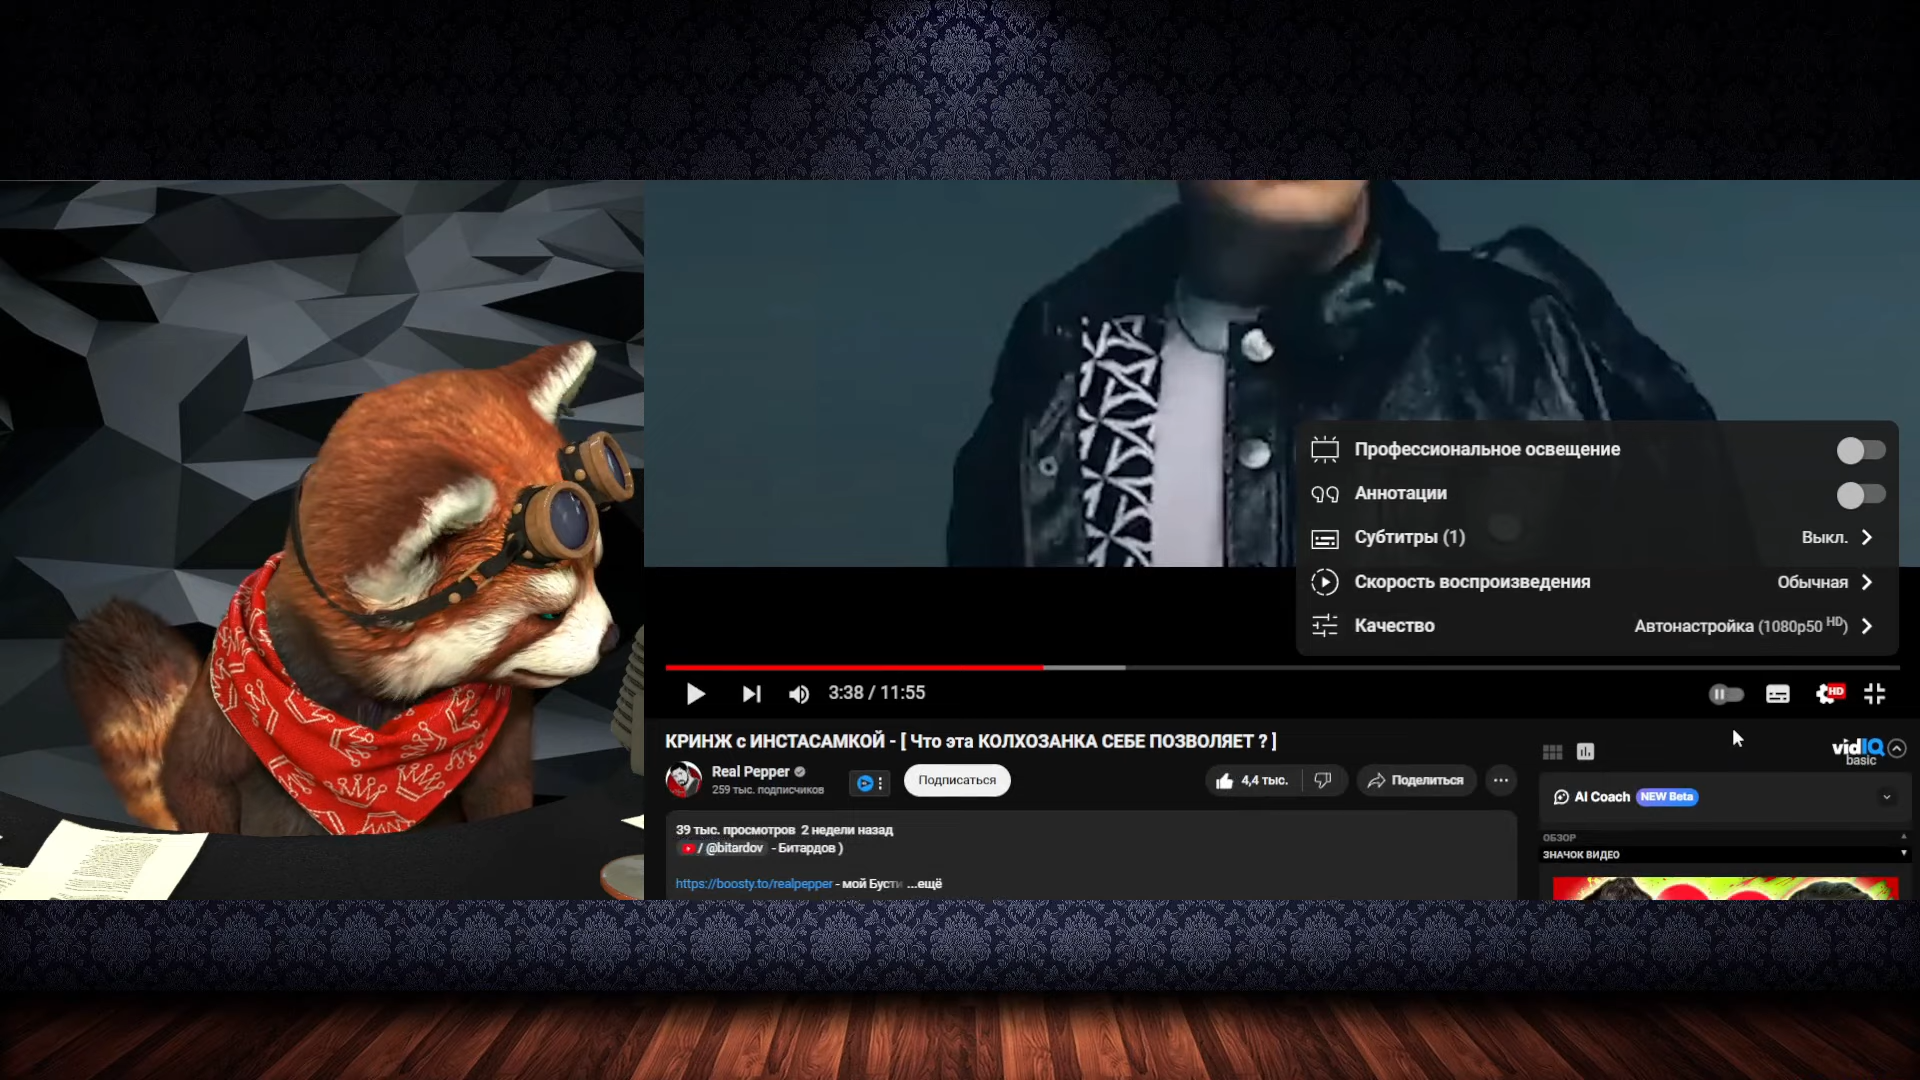 Профессиональное освещение
Аннотации
Субтитры (1) Выкл.
Скорость воспроизведения Обычная
Качество Автонастройка (1080p50 HD)
3:38 / 11:55
HD
КРИНЖ с ИНСТАСАМКОЙ - [ Что эта КОЛХОЗАНКА СЕБЕ ПОЗВОЛЯЕТ ? ]
Real Pepper
259 тыс. подписчиков
Подписаться
4,4 тыс.
Поделиться
39 тыс. просмотров 2 недели назад
/ @bitardov - Битардов )
https://boosty.to/realpepper - мой Бусти ...ещё
vidIQ
basic
AI Coach NEW Beta
ОБЗОР
ЗНАЧОК ВИДЕО